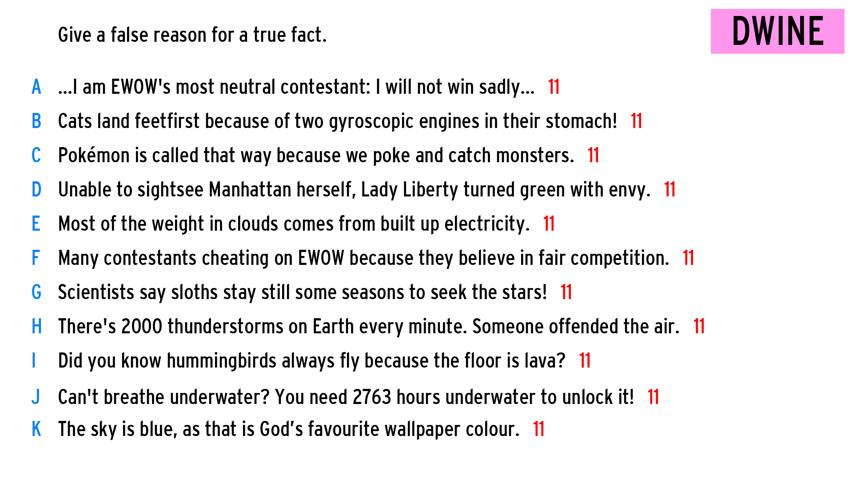 Give a false reason for a true fact.
DWINE
A ...I am EWOW's most neutral contestant: I will not win sadly... 11
B Cats land feetfirst because of two gyroscopic engines in their stomach! 11
C Pokémon is called that way because we poke and catch monsters. 11
D Unable to sightsee Manhattan herself, Lady Liberty turned green with envy. 11
E Most of the weight in clouds comes from built up electricity. 11
F Many contestants cheating on EWOW because they believe in fair competition. 11
G Scientists say sloths stay still some seasons to seek the stars! 11
H There's 2000 thunderstorms on Earth every minute. Someone offended the air. 11
I Did you know hummingbirds always fly because the floor is lava? 11
J Can't breathe underwater? You need 2763 hours underwater to unlock it! 11
K The sky is blue, as that is God’s favourite wallpaper colour. 11